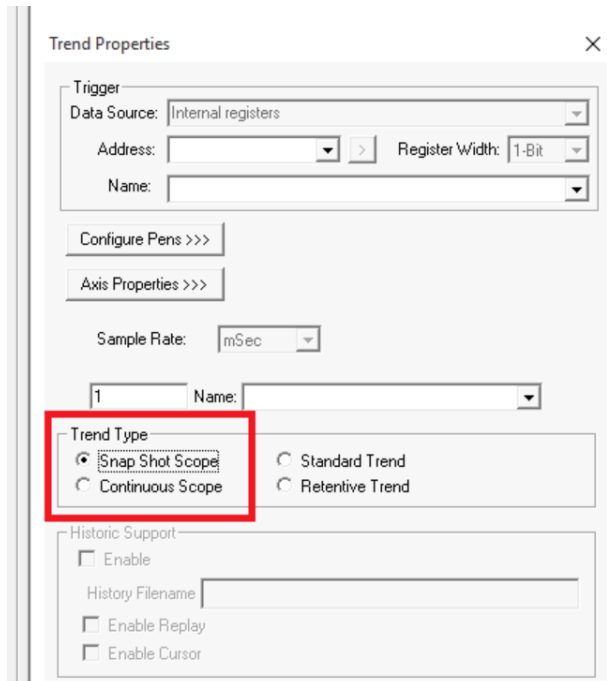 Trend Properties
Trigger
Data Source: Internal registers
Address: > Register Width: 1-Bit
Name:
Configure Pens >>>
Axis Properties >>>
Sample Rate: mSec
1 Name:
Trend Type
Snap Shot Scope Standard Trend
Continuous Scope Retentive Trend
Historic Support
Enable
History Filename
Enable Replay
Enable Cursor